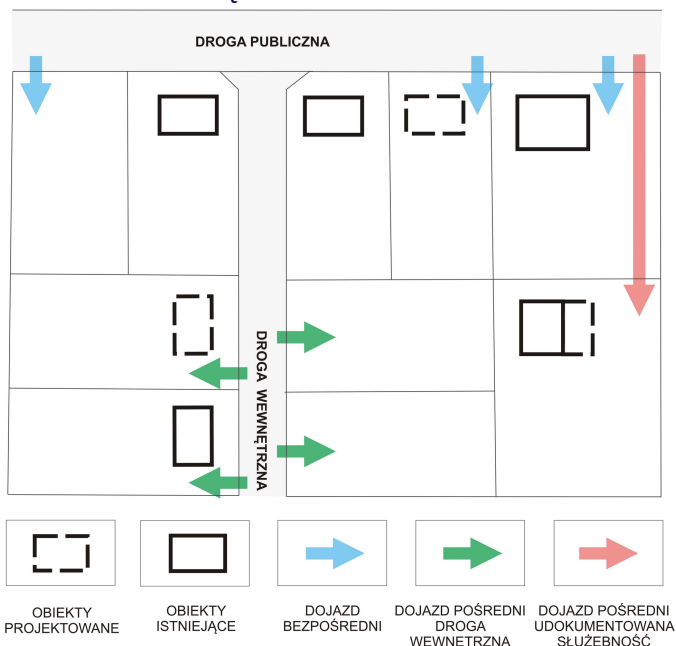 DROGA PUBLICZNA
DROGA WEWNĘTRZNA
OBIEKTY
PROJEKTOWANE
OBIEKTY
ISTNIEJĄCE
DOJAZD
BEZPOŚREDNI
DOJAZD POŚREDNI
DROGA
WEWNETRZNA
DOJAZD POŚREDNI
UDOKUMENTOWANA
SŁUŻEBNOŚĆ